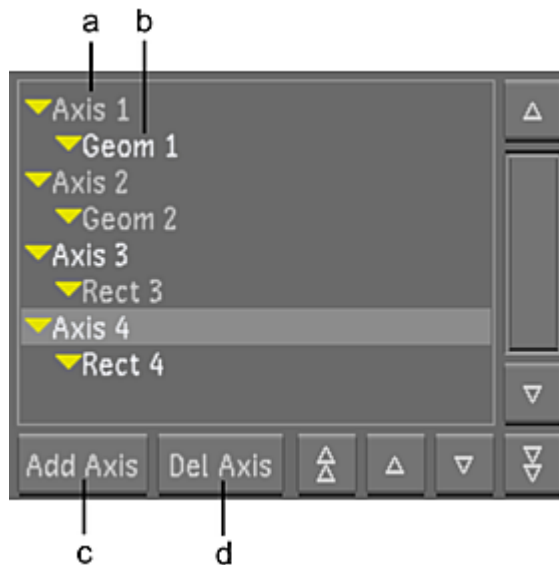 a b
Axis 1
Geom 1
Axis 2
Geom 2
Axis 3
Rect 3
Axis 4
Rect 4
Add Axis Del Axis
c d